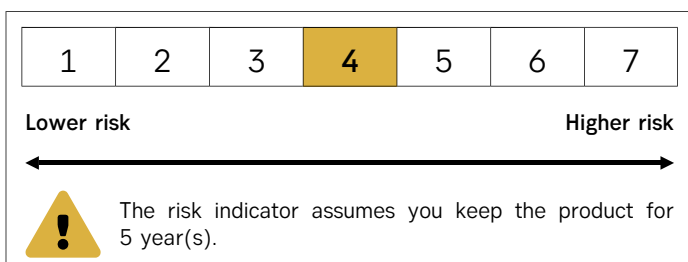 1 2 3 4 5 6 7
Lower risk Higher risk
The risk indicator assumes you keep the product for
5 year(s).